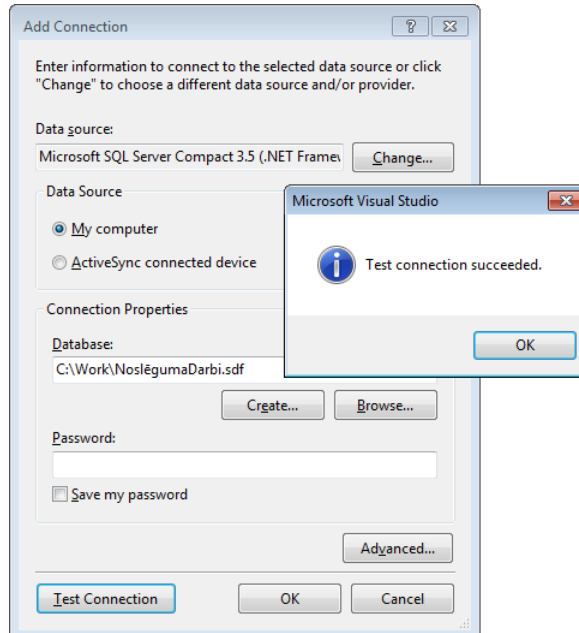 Add Connection
Enter information to connect to the selected data source or click
"Change" to choose a different data source and/or provider.
Data source:
Microsoft SQL Server Compact 3.5 (.NET Framew
Change...
Data Source
My computer
ActiveSync connected device
Microsoft Visual Studio
Test connection succeeded.
OK
Connection Properties
Database:
C:\Work\NoslēgumaDarbi.sdf
Create...
Browse...
Password:
Save my password
Advanced...
Test Connection
OK
Cancel